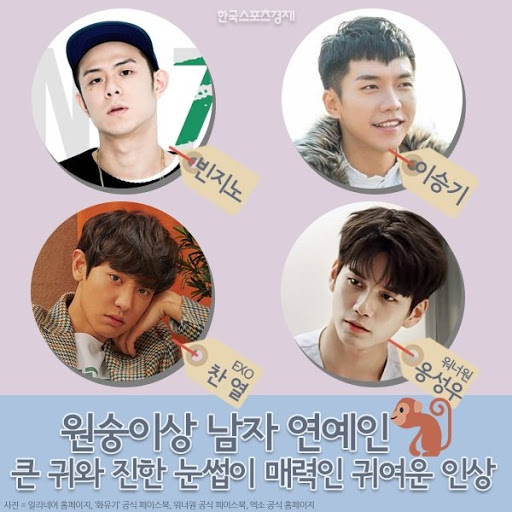 한국스포츠경제
빈지노
이승기
EXO
찬열
워너원
옹성우
원숭이상 남자 연예인
큰 귀와 진한 눈썹이 매력인 귀여운 인상
사진 = 일리네어 홈페이지, '화유기' 공식 페이스북, 워너원 공식 페이스북, 엑소 공식 홈페이지